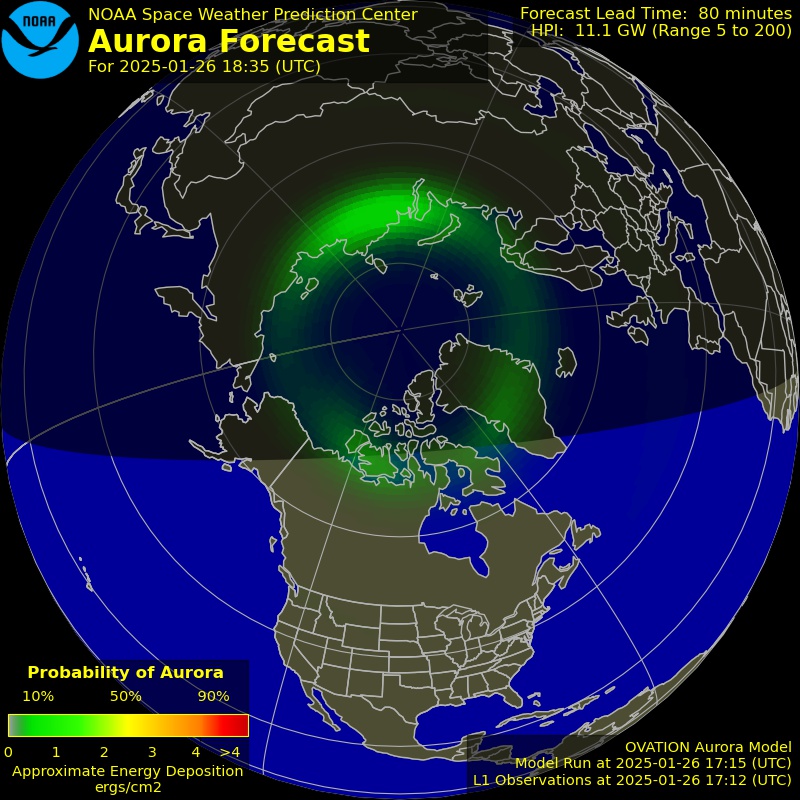 NOAA
NOAA Space Weather Prediction Center
Aurora Forecast
For 2025-01-26 18:35 (UTC)
Forecast Lead Time: 80 minutes
HPI: 11.1 GW (Range 5 to 200)
Probability of Aurora
10% 50% 90%
0 1 2 3 4 >4
Approximate Energy Deposition
ergs/cm2
OVATION Aurora Model
Model Run at 2025-01-26 17:15 (UTC)
L1 Observations at 2025-01-26 17:12 (UTC)